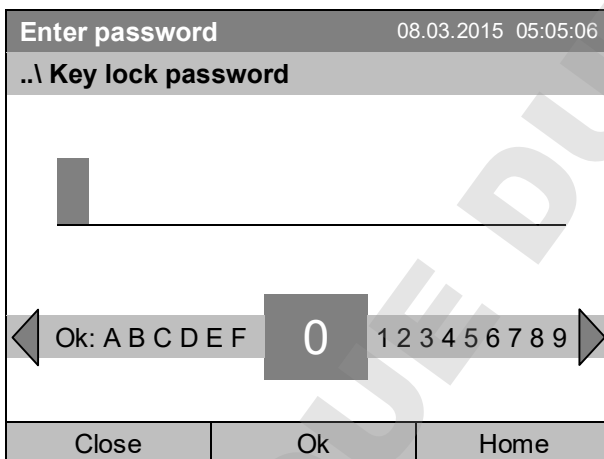 Enter password 08.03.2015 05:05:06
..\ Key lock password
Ok: A B C D E F 0 1 2 3 4 5 6 7 8 9
Close Ok Home